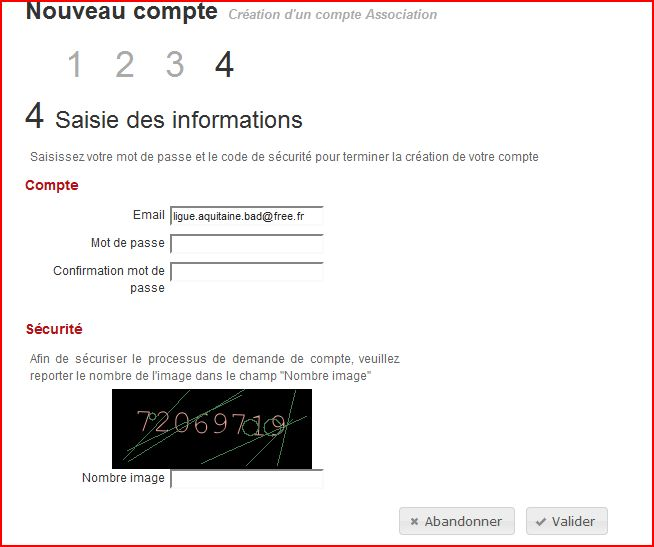 Nouveau compte Création d'un compte Association
1 2 3 4
4 Saisie des informations
Saisissez votre mot de passe et le code de sécurité pour terminer la création de votre compte
Compte
Email ligue.aquitaine.bad@free.fr
Mot de passe
Confirmation mot de
passe
Sécurité
Afin de sécuriser le processus de demande de compte, veuillez
reporter le nombre de l'image dans le champ "Nombre image"
72069719
Nombre image
Abandonner Valider